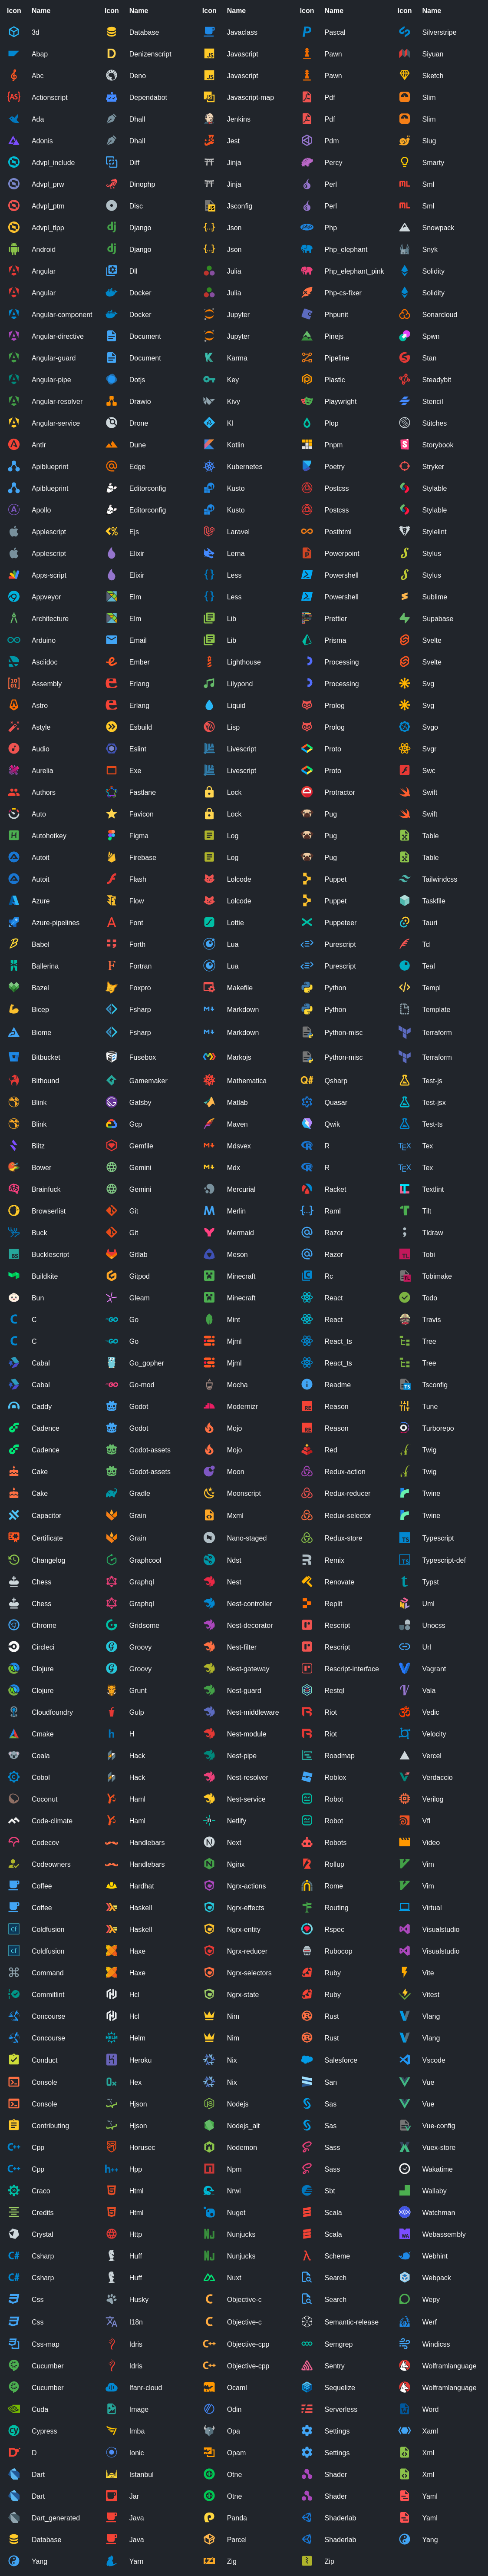 Icon Name Icon Name Icon Name Icon Name
3d Database Javaclass Pascal Silverstripe
Abap Denizenscript Javascript Pawn Siyuan
Abc Deno Javascript Pawn Sketch
Actionscript Dependabot Javascript-map Pdf Slim
Ada Dhall Jenkins Pdf Slim
Adonis Dhall Jest Pdm Slug
Advpl_include Diff Jinja Percy Smarty
Advpl_prw Dinophp Jinja Perl Sml
Advpl_ptm Disc Jsconfig Perl Sml
Advpl_tlpp Django Json Php Snowpack
Android Django Json Php_elephant Snyk
Angular Dll Julia Php_elephant_pink Solidity
Angular Docker Julia Php-cs-fixer Solidity
Angular-component Docker Jupyter Phpunit Sonarcloud
Angular-directive Document Jupyter Pinejs Spwn
Angular-guard Document Karma Pipeline Stan
Angular-pipe Dotjs Key Plastic Steadybit
Angular-resolver Drawio Kivy Playwright Stencil
Angular-service Drone Kl Plop Stitches
Antlr Dune Kotlin Pnpm Storybook
Apiblueprint Edge Kubernetes Poetry Stryker
Apiblueprint Editorconfig Kusto Postcss Stylable
Apollo Editorconfig Kusto Postcss Stylable
Applescript Ejs Laravel Posthtml Stylelint
Applescript Elixir Lerna Powerpoint Stylus
Apps-script Elixir Less Powershell Stylus
Appveyor Elm Less Powershell Sublime
Architecture Elm Lib Prettier Supabase
Arduino Email Lib Prisma Svelte
Asciidoc Ember Lighthouse Processing Svelte
Assembly Erlang Lilypond Processing Svg
Astro Erlang Liquid Prolog Svg
Astyle Esbuild Lisp Prolog Svgo
Audio Eslint Livescript Proto Svgr
Aurelia Exe Livescript Proto Swc
Authors Fastlane Lock Protractor Swift
Auto Favicon Lock Pug Swift
Autohotkey Figma Log Pug Table
Autoit Firebase Log Pug Table
Autoit Flash Lolcode Puppet Tailwindcss
Azure Flow Lolcode Puppet Taskfile
Azure-pipelines Font Lottie Puppeteer Tauri
Babel Forth Lua Purescript Tcl
Ballerina Fortran Lua Purescript Teal
Bazel Foxpro Makefile Python Templ
Bicep Fsharp Markdown Python Template
Biome Fsharp Markdown Python-misc Terraform
Bitbucket Fusebox Markojs Python-misc Terraform
Bithound Gamemaker Mathematica Qsharp Test-js
Blink Gatsby Matlab Quasar Test-jsx
Blink Gcp Maven Qwik Test-ts
Blitz Gemfile Mdsvex R Tex
Bower Gemini Mdx R Tex
Brainfuck Gemini Mercurial Racket Textlint
Browserlist Git Merlin Raml Tilt
Buck Git Mermaid Razor Tldraw
Bucklescript Gitlab Meson Razor Tobi
Buildkite Gitpod Minecraft Rc Tobimake
Bun Gleam Minecraft React Todo
C Go Mint React Travis
C Go Mjml React_ts Tree
Cabal Go_gopher Mjml React_ts Tree
Cabal Go-mod Mocha Readme Tsconfig
Caddy Godot Modernizr Reason Tune
Cadence Godot Mojo Reason Turborepo
Cadence Godot-assets Mojo Red Twig
Cake Godot-assets Moon Redux-action Twig
Cake Gradle Moonscript Redux-reducer Twine
Capacitor Grain Mxml Redux-selector Twine
Certificate Grain Nano-staged Redux-store Typescript
Changelog Graphcool Ndst Remix Typescript-def
Chess Graphql Nest Renovate Typst
Chess Graphql Nest-controller Replit Uml
Chrome Gridsome Nest-decorator Rescript Unocss
Circleci Groovy Nest-filter Rescript Url
Clojure Groovy Nest-gateway Rescript-interface Vagrant
Clojure Grunt Nest-guard Restql Vala
Cloudfoundry Gulp Nest-middleware Riot Vedic
Cmake H Nest-module Riot Velocity
Coala Hack Nest-pipe Roadmap Vercel
Cobol Hack Nest-resolver Roblox Verdaccio
Coconut Haml Nest-service Robot Verilog
Code-climate Haml Netlify Robot Vfl
Codecov Handlebars Next Robots Video
Codeowners Handlebars Nginx Rollup Vim
Coffee Hardhat Ngrx-actions Rome Vim
Coffee Haskell Ngrx-effects Routing Virtual
Coldfusion Haskell Ngrx-entity Rspec Visualstudio
Coldfusion Haxe Ngrx-reducer Rubocop Visualstudio
Command Haxe Ngrx-selectors Ruby Vite
Commitlint Hcl Ngrx-state Ruby Vitest
Concourse Hcl Nim Rust Vlang
Concourse Helm Nim Rust Vlang
Conduct Heroku Nix Salesforce Vscode
Console Hex Nix San Vue
Console Hjson Nodejs Sas Vue
Contributing Hjson Nodejs_alt Sas Vue-config
Cpp Horusec Nodemon Sass Vuex-store
Cpp Hpp Npm Sass Wakatime
Craco Html Nrwl Sbt Wallaby
Credits Html Nuget Scala Watchman
Crystal Http Nunjucks Scala Webassembly
Csharp Huff Nunjucks Scheme Webhint
Csharp Huff Nuxt Search Webpack
Css Husky Objective-c Search Wepy
Css I18n Objective-c Semantic-release Werf
Css-map Idris Objective-cpp Semgrep Windicss
Cucumber Idris Objective-cpp Sentry Wolframlanguage
Cucumber Ifanr-cloud Ocaml Sequelize Wolframlanguage
Cuda Image Odin Serverless Word
Cypress Imba Opa Settings Xaml
D Ionic Opam Settings Xml
Dart Istanbul Otne Shader Xml
Dart Jar Otne Shader Yaml
Dart_generated Java Panda Shaderlab Yaml
Database Java Parcel Shaderlab Yang
Yang Yarn Zig Zip